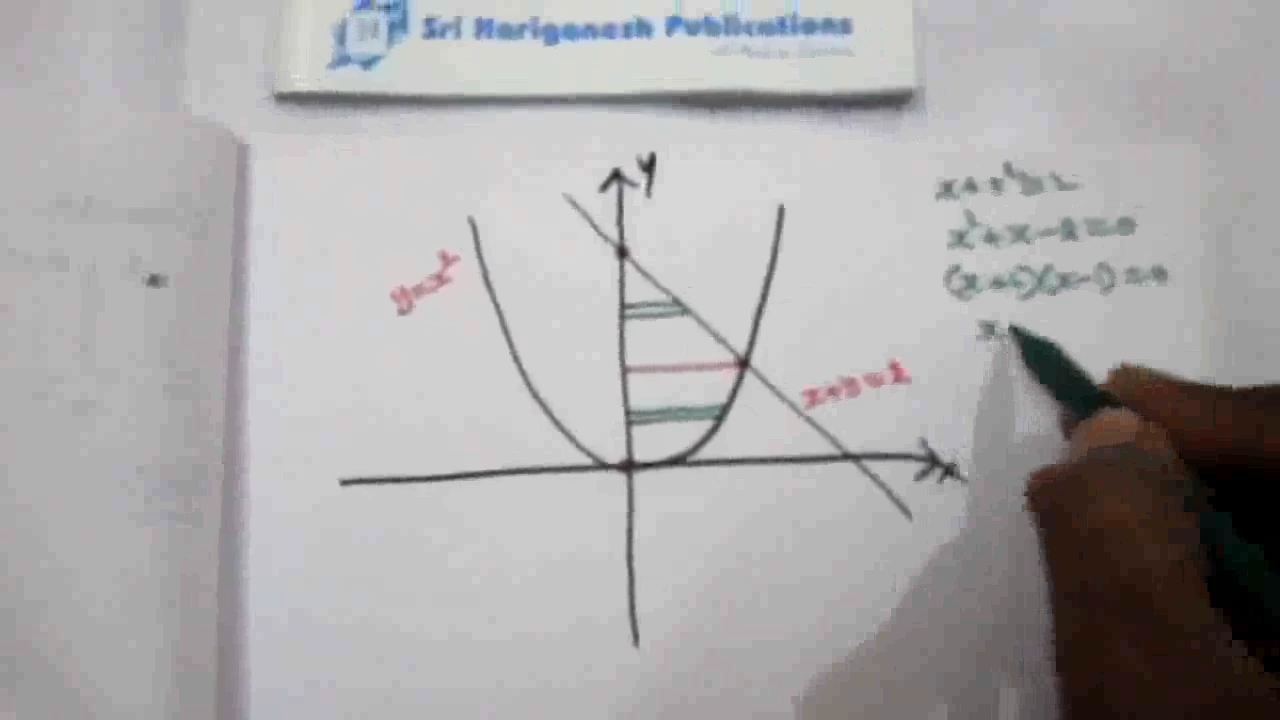 Sri Hariganesh Publications
y
y=x²
x+x²=2
x²+x-2=0
(x+2)(x-1)=0
x
x+y=2
x